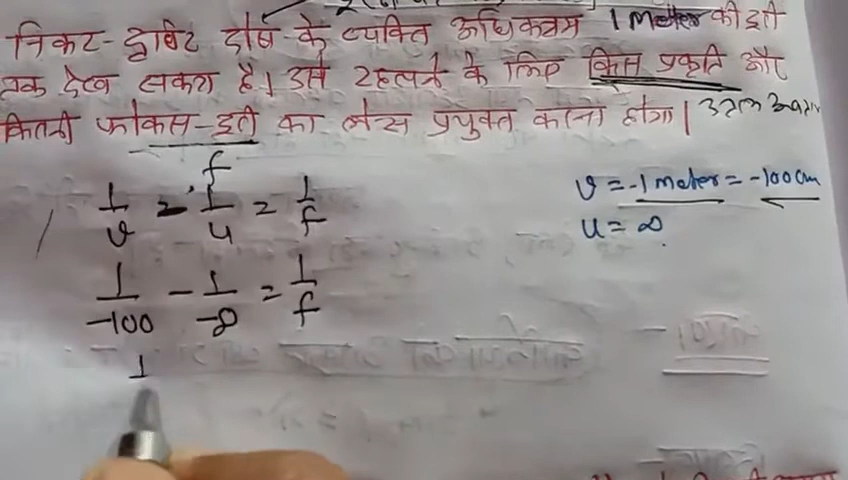 निकट-दृष्टि दोष के व्यक्ति अधिकतम 1 Meter की दूरी
तक देख सकता है। उसे टहलने के लिए किस प्रकृति और
कितनी फोकस-दूरी का लेंस प्रयुक्त करना होगा।
f
1/v - 1/u = 1/f
v = -1 meter = -100 cm
u = ∞
1/-100 - 1/-∞ = 1/f
1